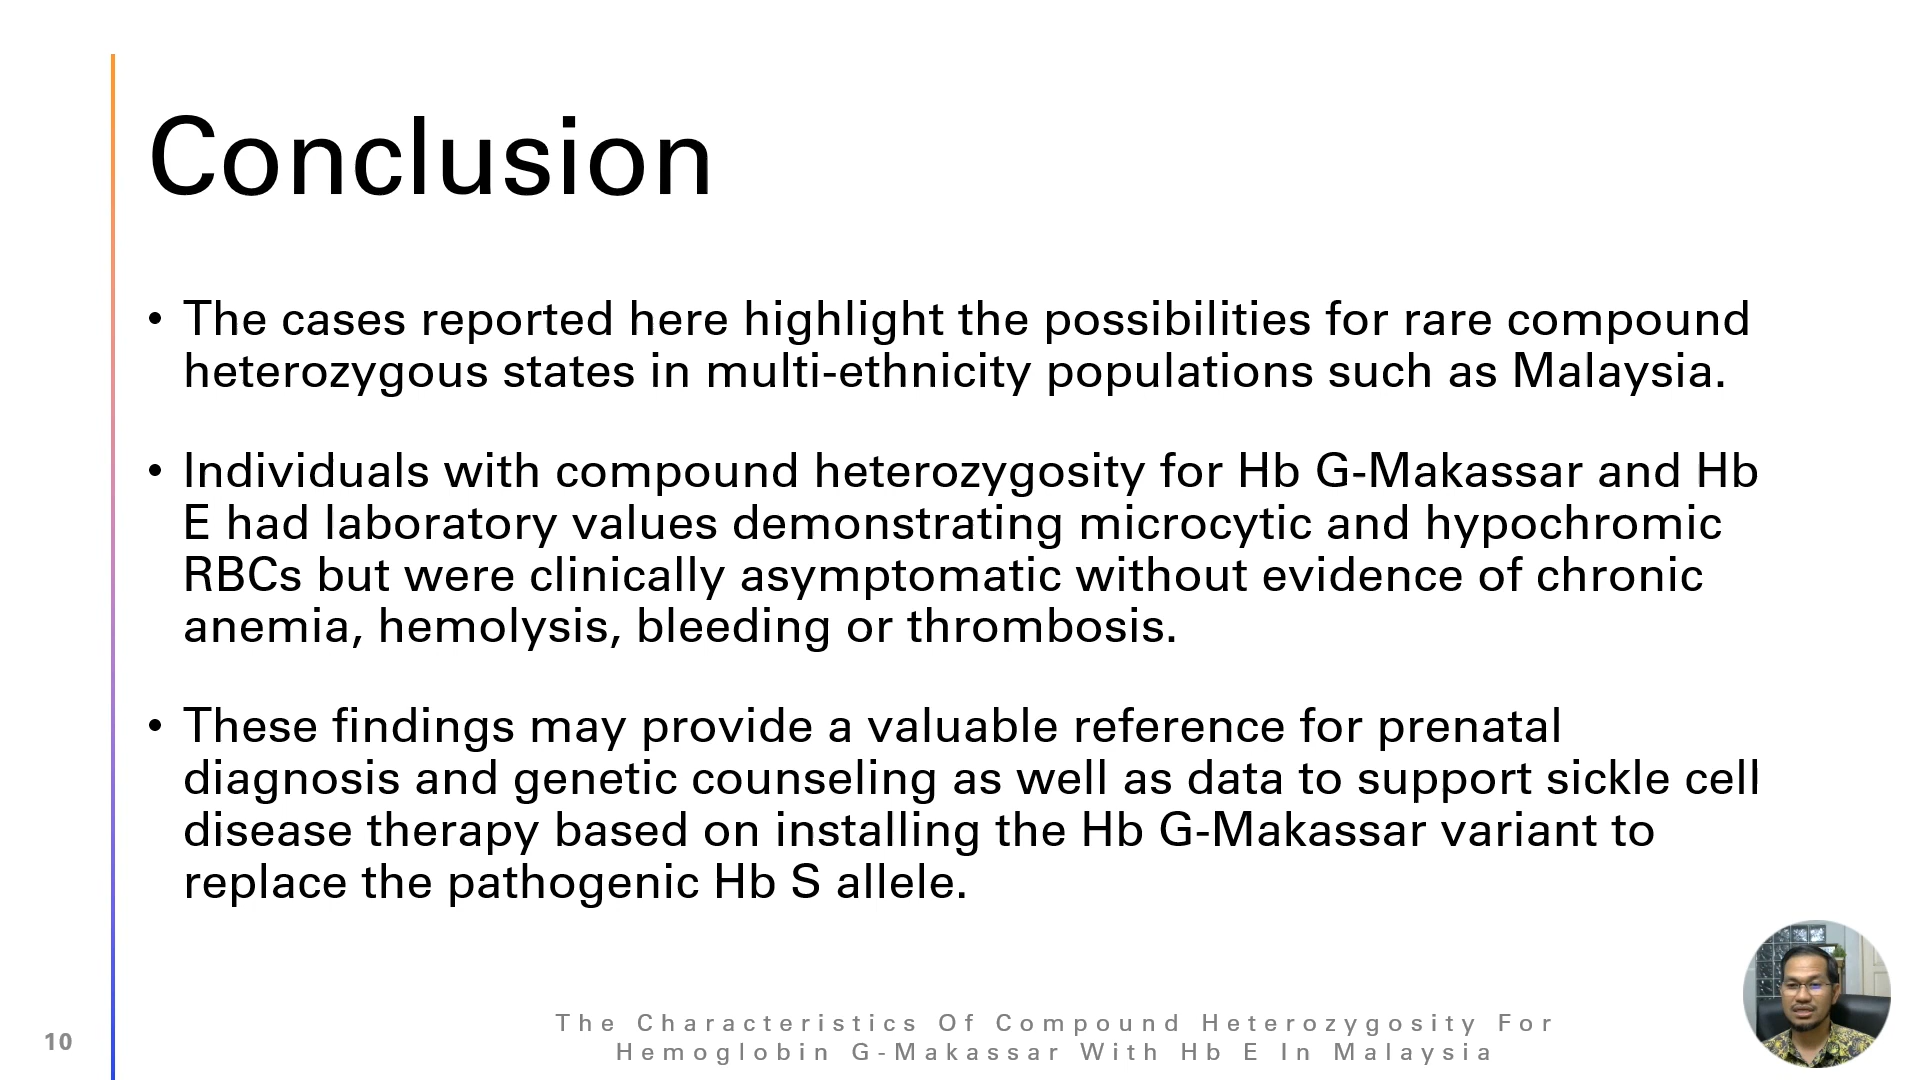 Conclusion
• The cases reported here highlight the possibilities for rare compound
heterozygous states in multi-ethnicity populations such as Malaysia.
• Individuals with compound heterozygosity for Hb G-Makassar and Hb
E had laboratory values demonstrating microcytic and hypochromic
RBCs but were clinically asymptomatic without evidence of chronic
anemia, hemolysis, bleeding or thrombosis.
• These findings may provide a valuable reference for prenatal
diagnosis and genetic counseling as well as data to support sickle cell
disease therapy based on installing the Hb G-Makassar variant to
replace the pathogenic Hb S allele.
10
The Characteristics Of Compound Heterozygosity For
Hemoglobin G-Makassar With Hb E In Malaysia